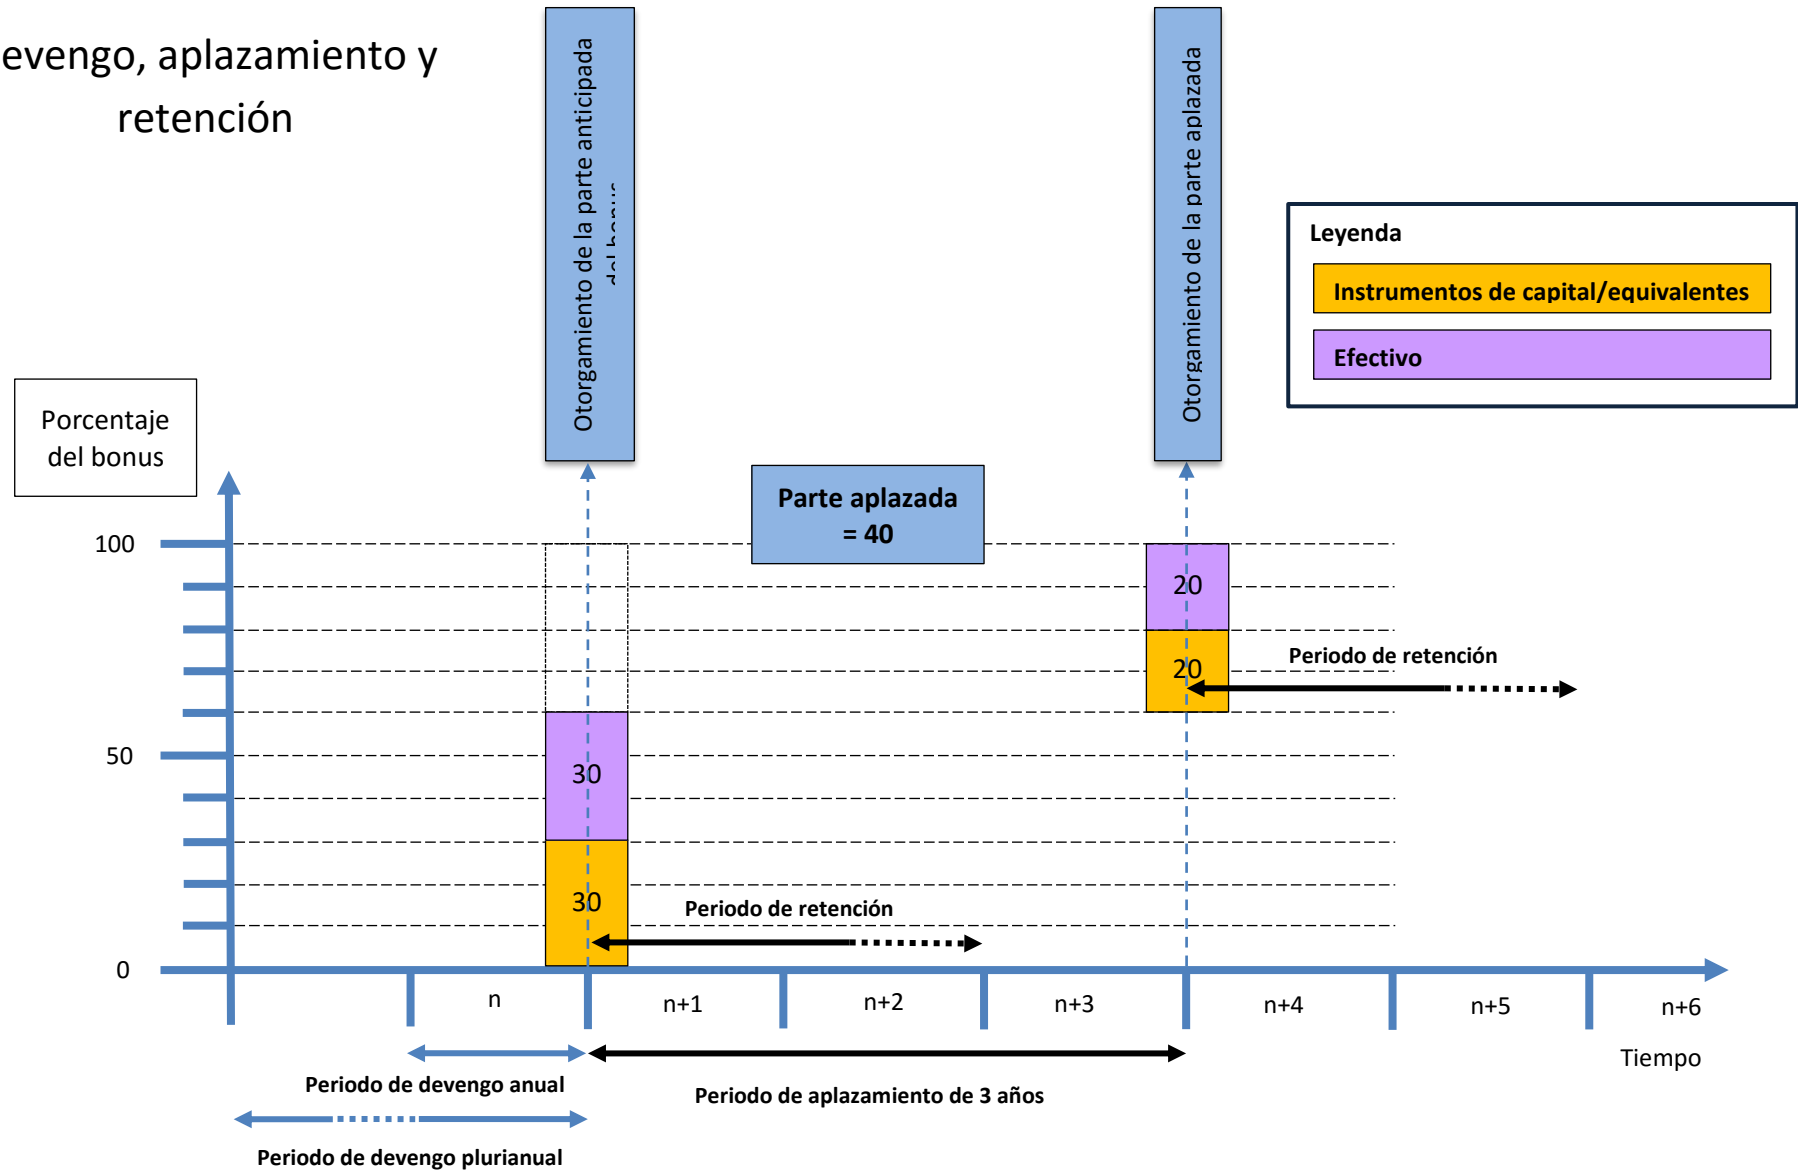 evengo, aplazamiento y
retención
Otorgamiento de la parte anticipada
del bonus
Otorgamiento de la parte aplazada
Leyenda
Instrumentos de capital/equivalentes
Efectivo
Porcentaje
del bonus
Parte aplazada
= 40
100
20
20
Periodo de retención
50
30
30
Periodo de retención
0
n
n+1
n+2
n+3
n+4
n+5
n+6
Tiempo
Periodo de devengo anual
Periodo de aplazamiento de 3 años
Periodo de devengo plurianual